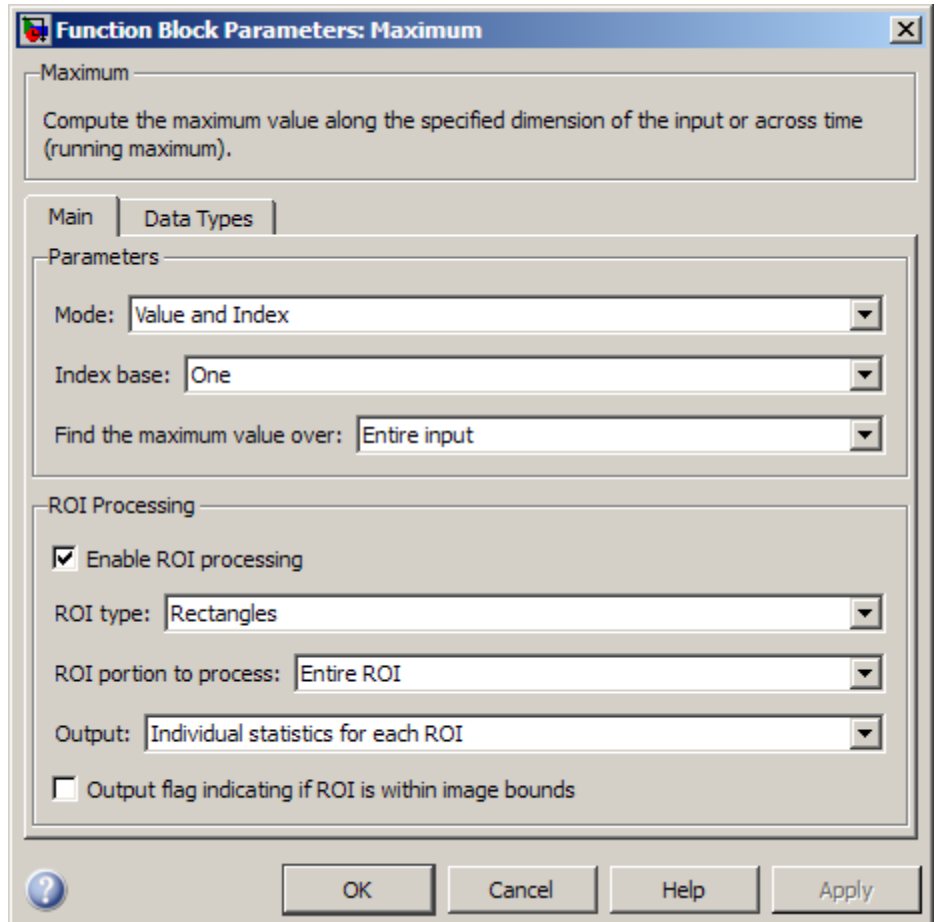 Function Block Parameters: Maximum
Maximum
Compute the maximum value along the specified dimension of the input or across time
(running maximum).
Main Data Types
Parameters
Mode: Value and Index
Index base: One
Find the maximum value over: Entire input
ROI Processing
Enable ROI processing
ROI type: Rectangles
ROI portion to process: Entire ROI
Output: Individual statistics for each ROI
Output flag indicating if ROI is within image bounds
? OK Cancel Help Apply